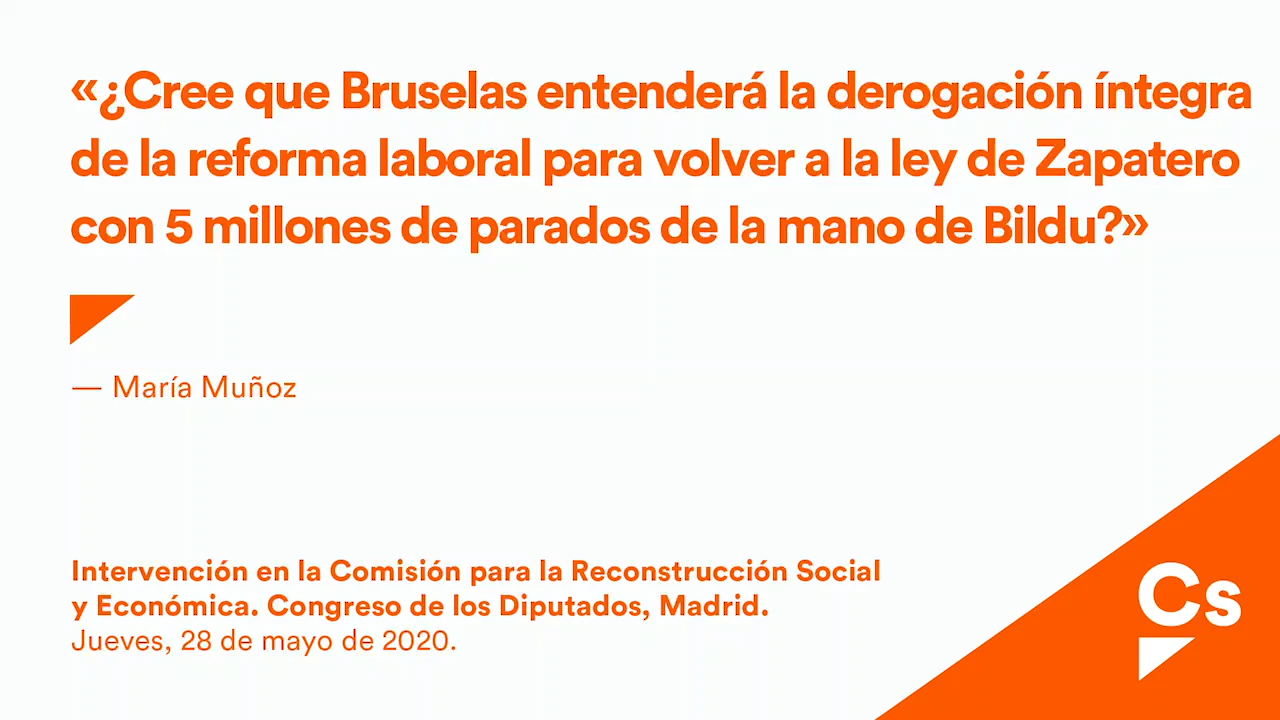 «¿Cree que Bruselas entenderá la derogación íntegra
de la reforma laboral para volver a la ley de Zapatero
con 5 millones de parados de la mano de Bildu?»
— María Muñoz
Intervención en la Comisión para la Reconstrucción Social
y Económica. Congreso de los Diputados, Madrid.
Jueves, 28 de mayo de 2020.
Cs